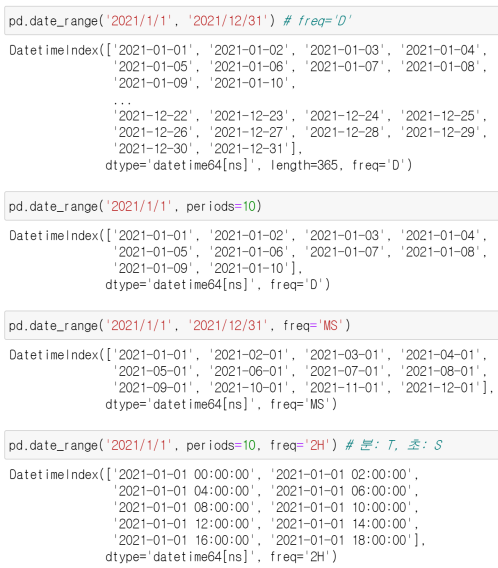 pd.date_range('2021/1/1', '2021/12/31') # freq='D'
DatetimeIndex(['2021-01-01', '2021-01-02', '2021-01-03', '2021-01-04',
'2021-01-05', '2021-01-06', '2021-01-07', '2021-01-08',
'2021-01-09', '2021-01-10',
...
'2021-12-22', '2021-12-23', '2021-12-24', '2021-12-25',
'2021-12-26', '2021-12-27', '2021-12-28', '2021-12-29',
'2021-12-30', '2021-12-31'],
dtype='datetime64[ns]', length=365, freq='D')
pd.date_range('2021/1/1', periods=10)
DatetimeIndex(['2021-01-01', '2021-01-02', '2021-01-03', '2021-01-04',
'2021-01-05', '2021-01-06', '2021-01-07', '2021-01-08',
'2021-01-09', '2021-01-10'],
dtype='datetime64[ns]', freq='D')
pd.date_range('2021/1/1', '2021/12/31', freq='MS')
DatetimeIndex(['2021-01-01', '2021-02-01', '2021-03-01', '2021-04-01',
'2021-05-01', '2021-06-01', '2021-07-01', '2021-08-01',
'2021-09-01', '2021-10-01', '2021-11-01', '2021-12-01'],
dtype='datetime64[ns]', freq='MS')
pd.date_range('2021/1/1', periods=10, freq='2H') # 분: T, 초: S
DatetimeIndex(['2021-01-01 00:00:00', '2021-01-01 02:00:00',
'2021-01-01 04:00:00', '2021-01-01 06:00:00',
'2021-01-01 08:00:00', '2021-01-01 10:00:00',
'2021-01-01 12:00:00', '2021-01-01 14:00:00',
'2021-01-01 16:00:00', '2021-01-01 18:00:00'],
dtype='datetime64[ns]', freq='2H')